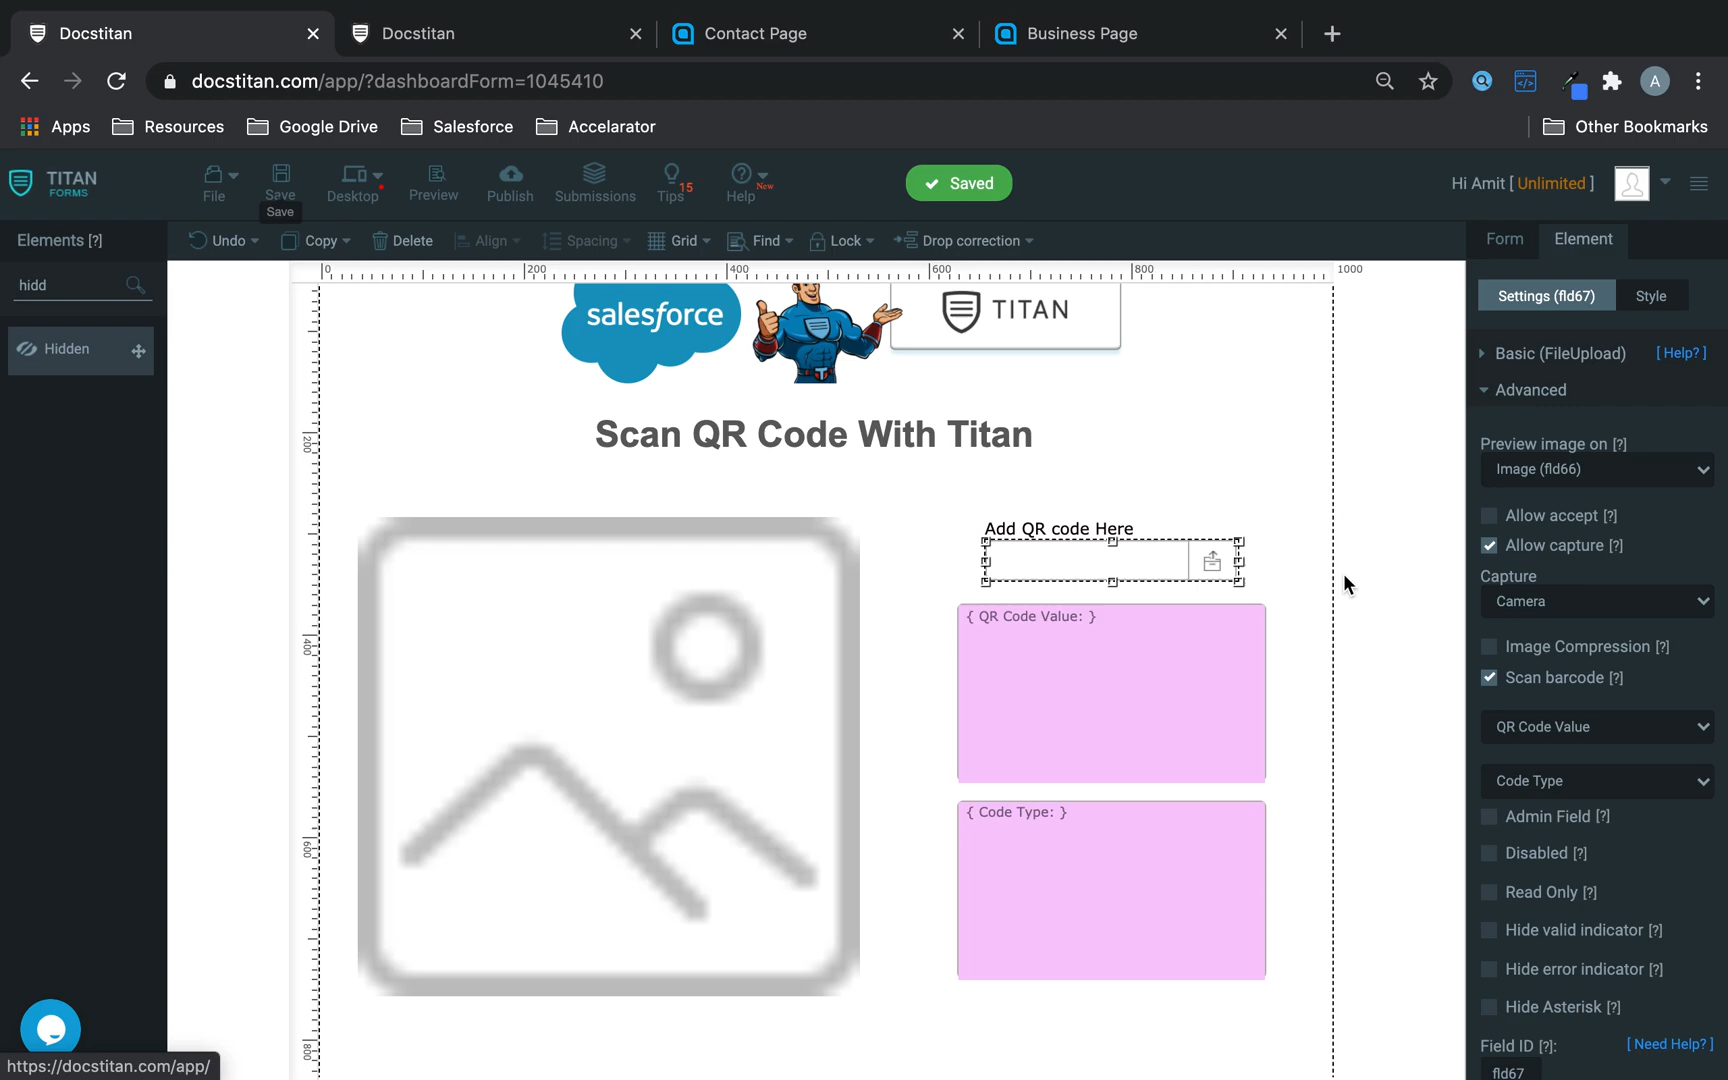 Docstitan
Docstitan
Contact Page
Business Page
docstitan.com/app/?dashboardForm=1045410
A
Apps
Resources
Google Drive
Salesforce
Accelarator
Other Bookmarks
TITAN
FORMS
File
Save
Desktop
Preview
Publish
Submissions
Tips 15
Help New
Saved
Hi Amit [ Unlimited ]
Save
Elements [?]
Undo
Copy
Delete
Align
Spacing
Grid
Find
Lock
Drop correction
Form
Element
hidd
0
200
400
600
800
1000
Settings (fld67)
Style
salesforce
TITAN
Hidden
Basic (FileUpload)
[ Help? ]
Advanced
200
Scan QR Code With Titan
Preview image on [?]
Image (fld66)
Add QR code Here
Allow accept [?]
Allow capture [?]
Capture
Camera
400
{ QR Code Value: }
Image Compression [?]
Scan barcode [?]
QR Code Value
Code Type
600
{ Code Type: }
Admin Field [?]
Disabled [?]
Read Only [?]
Hide valid indicator [?]
Hide error indicator [?]
Hide Asterisk [?]
800
Field ID [?]:
[ Need Help? ]
fld67
https://docstitan.com/app/